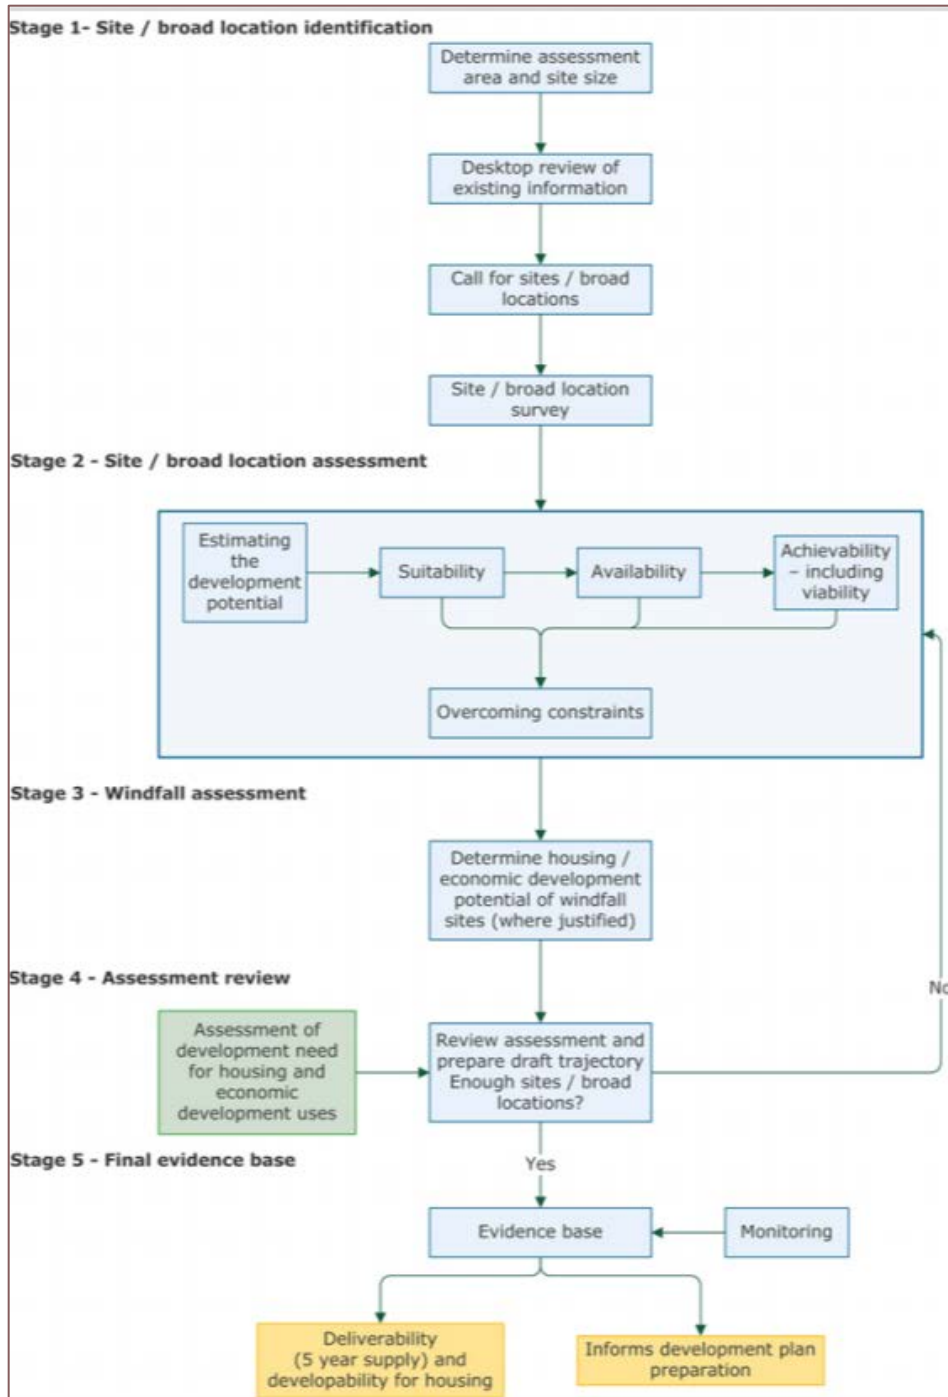 Stage 1- Site / broad location identification
Determine assessment
area and site size
Desktop review of
existing information
Call for sites / broad
locations
Site / broad location
survey
Stage 2 - Site / broad location assessment
Estimating
the
development
potential
Suitability
Availability
Achievability
– including
viability
Overcoming constraints
Stage 3 - Windfall assessment
Determine housing /
economic development
potential of windfall
sites (where justified)
Stage 4 - Assessment review
No
Assessment of
development need
for housing and
economic
development uses
Review assessment and
prepare draft trajectory
Enough sites / broad
locations?
Stage 5 - Final evidence base
Yes
Evidence base
Monitoring
Deliverability
(5 year supply) and
developability for housing
Informs development plan
preparation